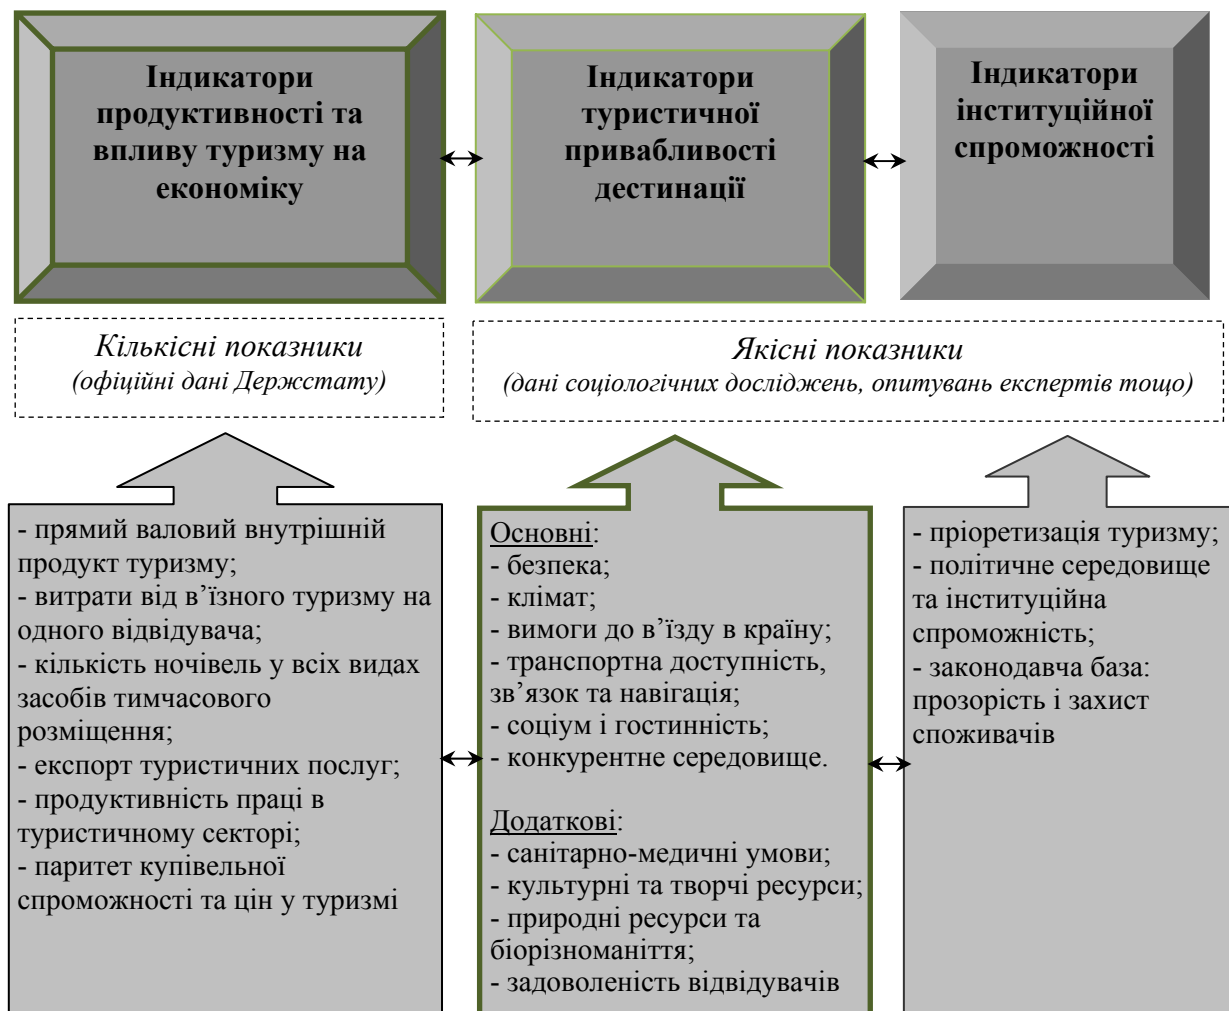 Індикатори
продуктивності та
впливу туризму на
економіку
Індикатори
туристичної
привабливості
дестинації
Індикатори
інституційної
спроможності
Кількісні показники
(офіційні дані Держстату)
Якісні показники
(дані соціологічних досліджень, опитувань експертів тощо)
- прямий валовий внутрішній
продукт туризму;
- витрати від в’їзного туризму на
одного відвідувача;
- кількість ночівель у всіх видах
засобів тимчасового
розміщення;
- експорт туристичних послуг;
- продуктивність праці в
туристичному секторі;
- паритет купівельної
спроможності та цін у туризмі
Основні:
- безпека;
- клімат;
- вимоги до в’їзду в країну;
- транспортна доступність,
зв’язок та навігація;
- соціум і гостинність;
- конкурентне середовище.
Додаткові:
- санітарно-медичні умови;
- культурні та творчі ресурси;
- природні ресурси та
біорізноманіття;
- задоволеність відвідувачів
- пріоретизація туризму;
- політичне середовище
та інституційна
спроможність;
- законодавча база:
прозорість і захист
споживачів